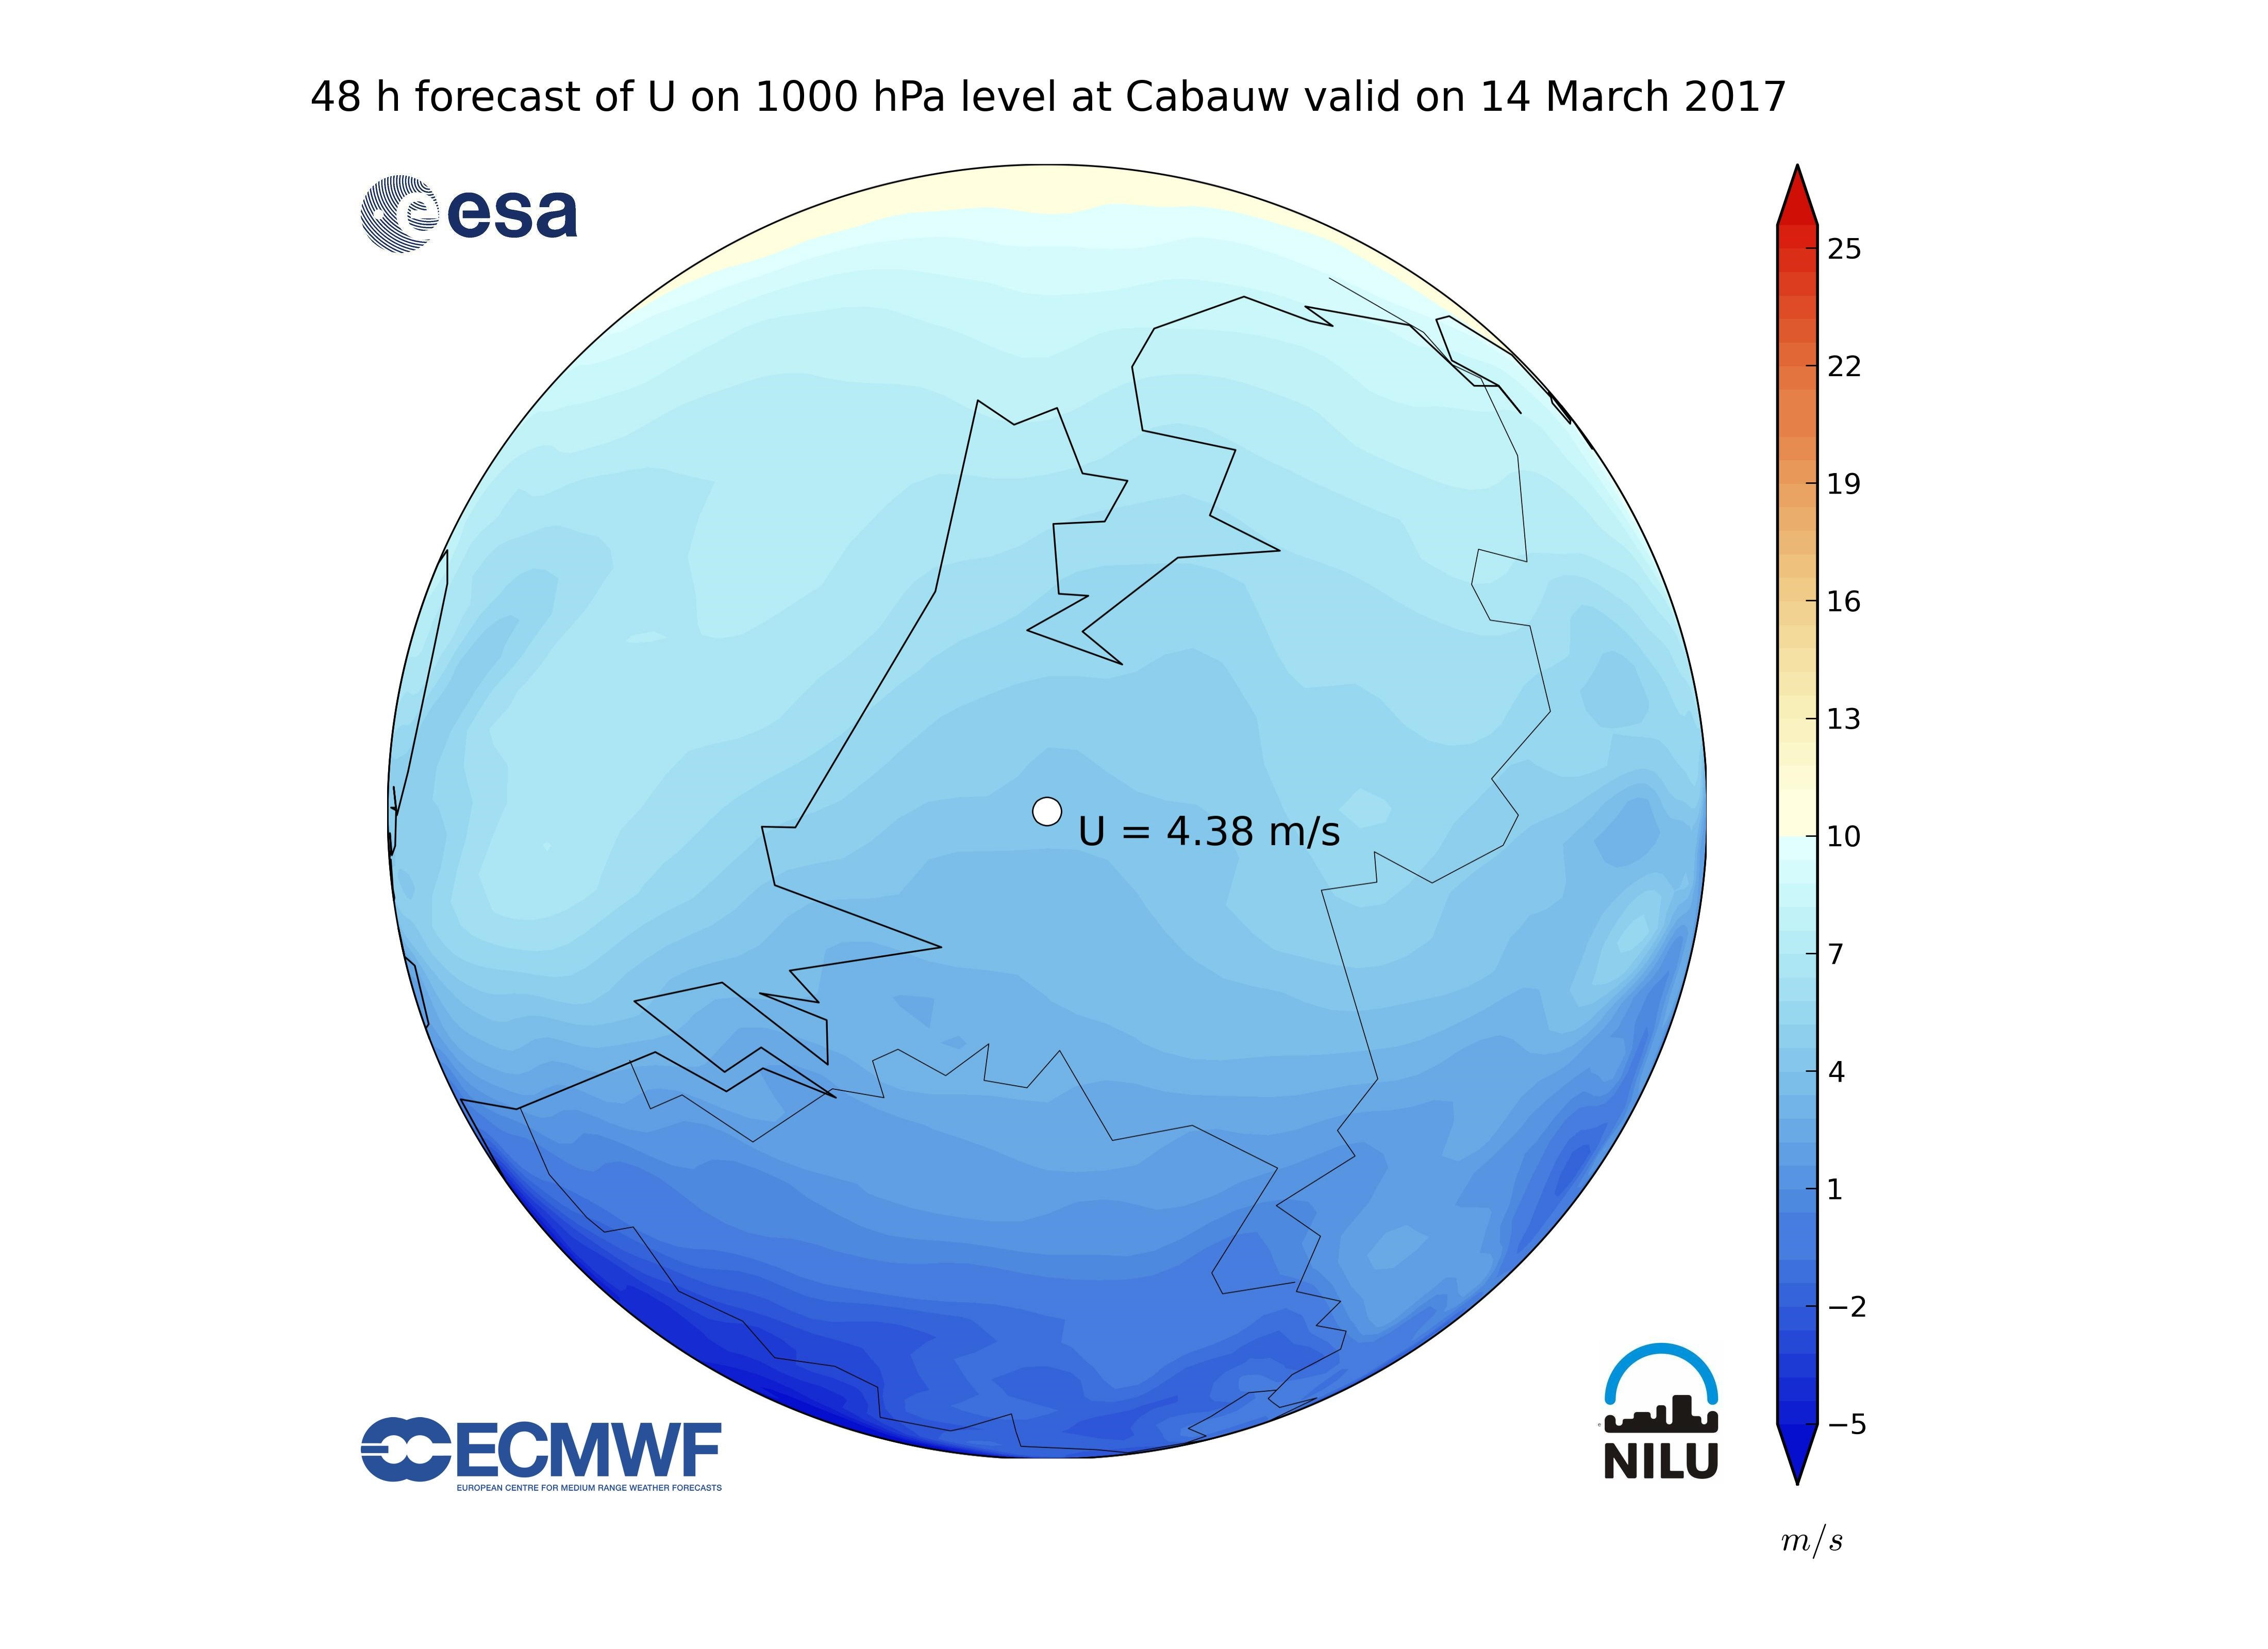 48 h forecast of U on 1000 hPa level at Cabauw valid on 14 March 2017
esa
25
22
19
16
13
10
U = 4.38 m/s
7
4
1
−2
−5
ECMWF
EUROPEAN CENTRE FOR MEDIUM RANGE WEATHER FORECASTS
NILU
m/s